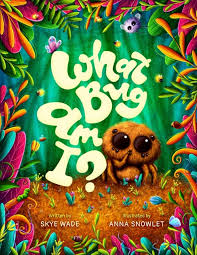 What
Bug
am
I?
Written by
SKYE WADE
Illustrated by
ANNA SNOWLET